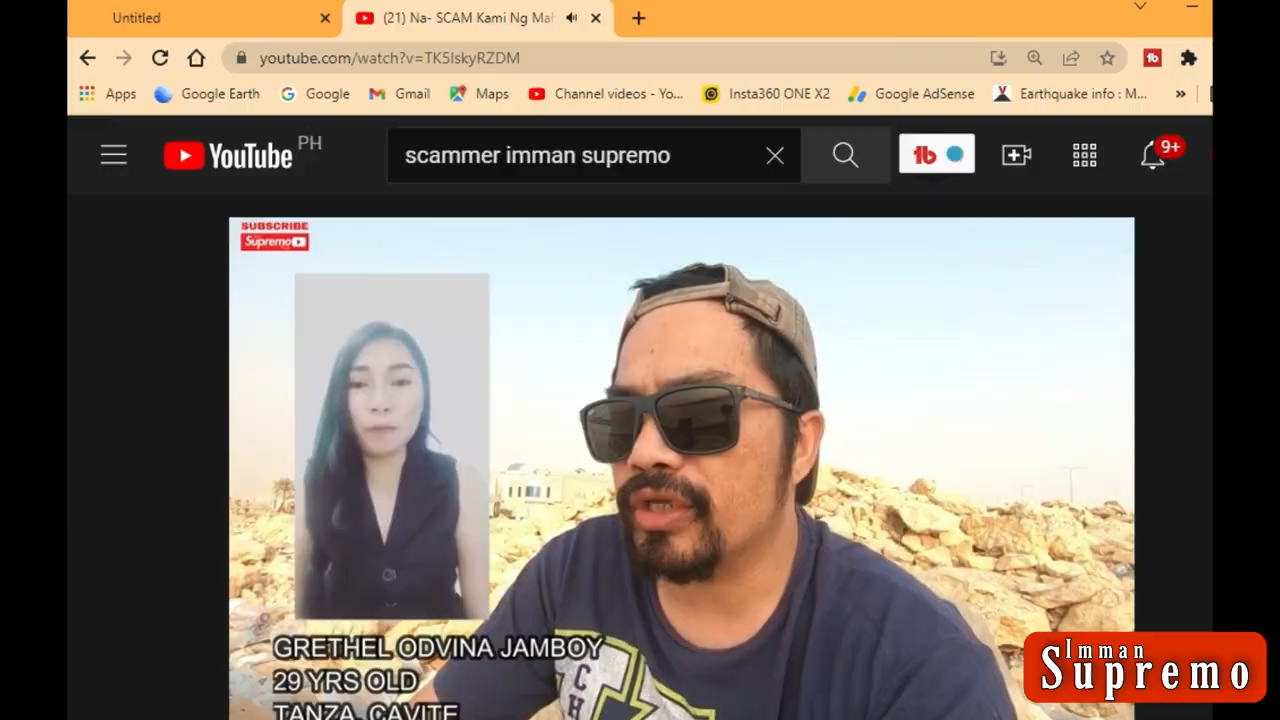 Untitled
(21) Na- SCAM Kami Ng Mah
youtube.com/watch?v=TK5IskyRZDM
Apps
Google Earth
Google
Gmail
Maps
Channel videos - Yo...
Insta360 ONE X2
Google AdSense
Earthquake info : M...
»
YouTube PH
scammer imman supremo
9+
SUBSCRIBE
Supremo
GRETHEL ODVINA JAMBOY
29 YRS OLD
TANZA, CAVITE
CH
Imman
Supremo